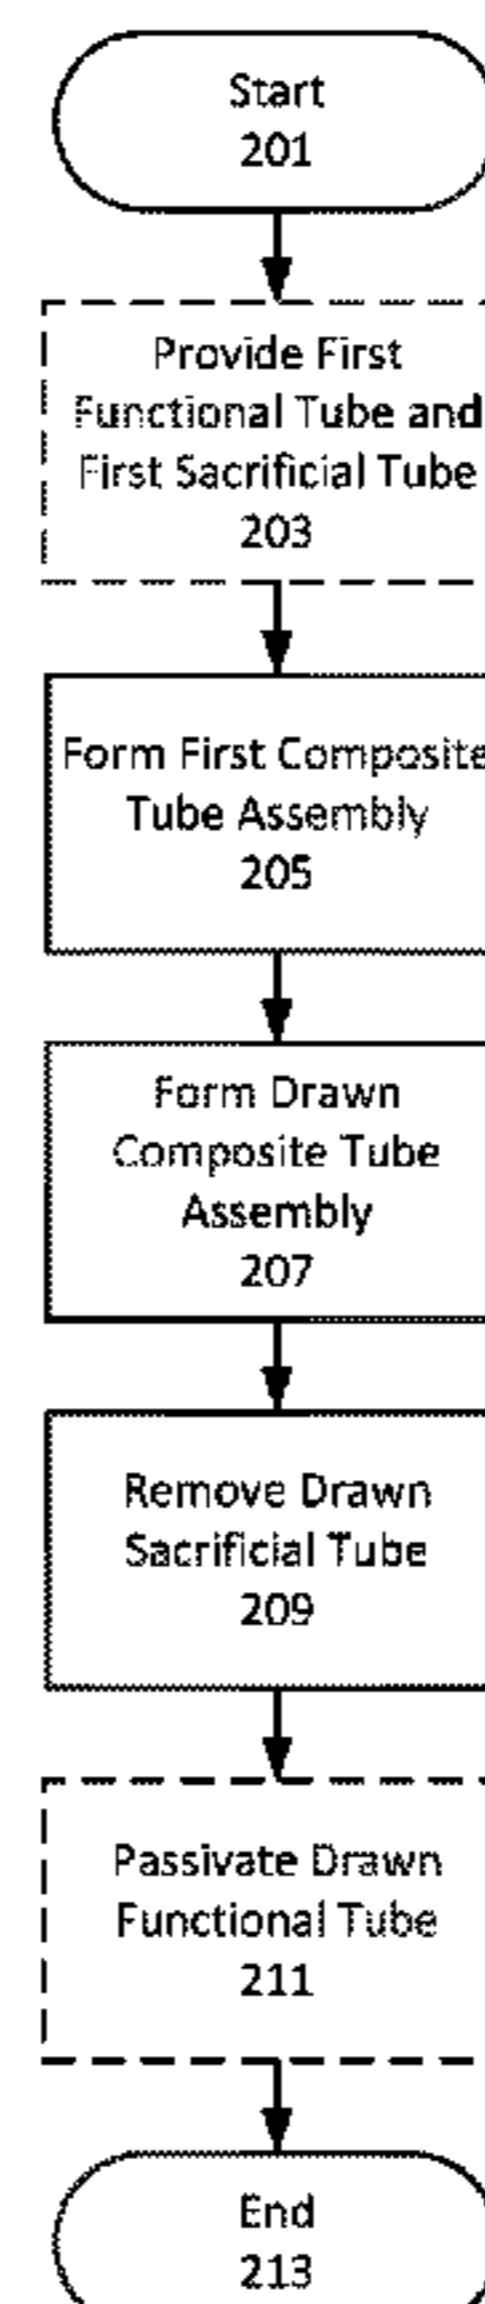 Start
201
Provide First
Functional Tube and
First Sacrificial Tube
203
Form First Composite
Tube Assembly
205
Form Drawn
Composite Tube
Assembly
207
Remove Drawn
Sacrificial Tube
209
Passivate Drawn
Functional Tube
211
End
213